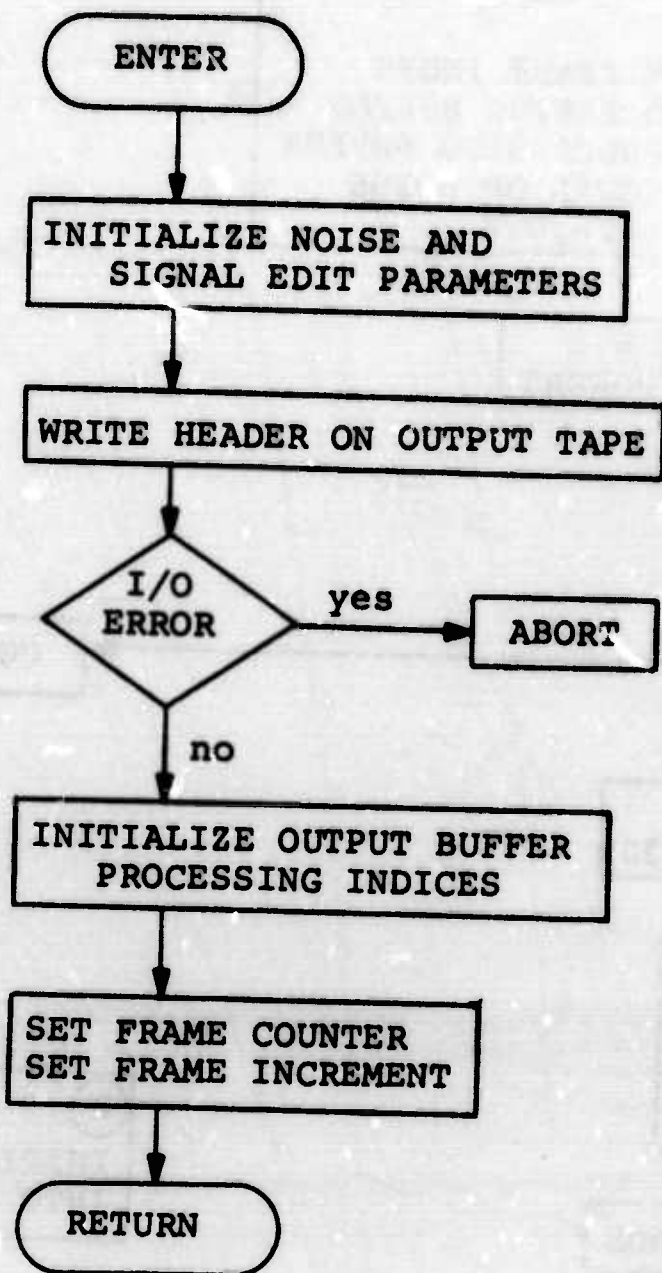 ENTER
INITIALIZE NOISE AND
SIGNAL EDIT PARAMETERS
WRITE HEADER ON OUTPUT TAPE
I/O
ERROR
yes
ABORT
no
INITIALIZE OUTPUT BUFFER
PROCESSING INDICES
SET FRAME COUNTER
SET FRAME INCREMENT
RETURN